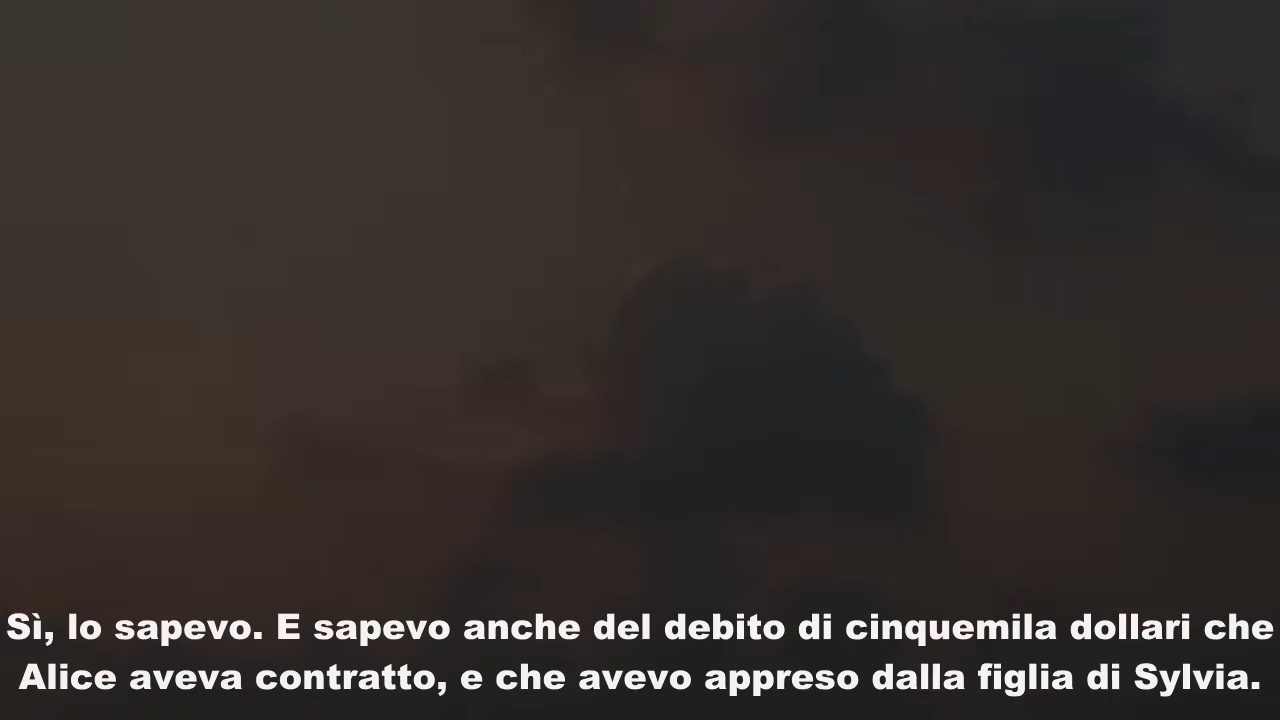 Sì, lo sapevo. E sapevo anche del debito di cinquemila dollari che
Alice aveva contratto, e che avevo appreso dalla figlia di Sylvia.